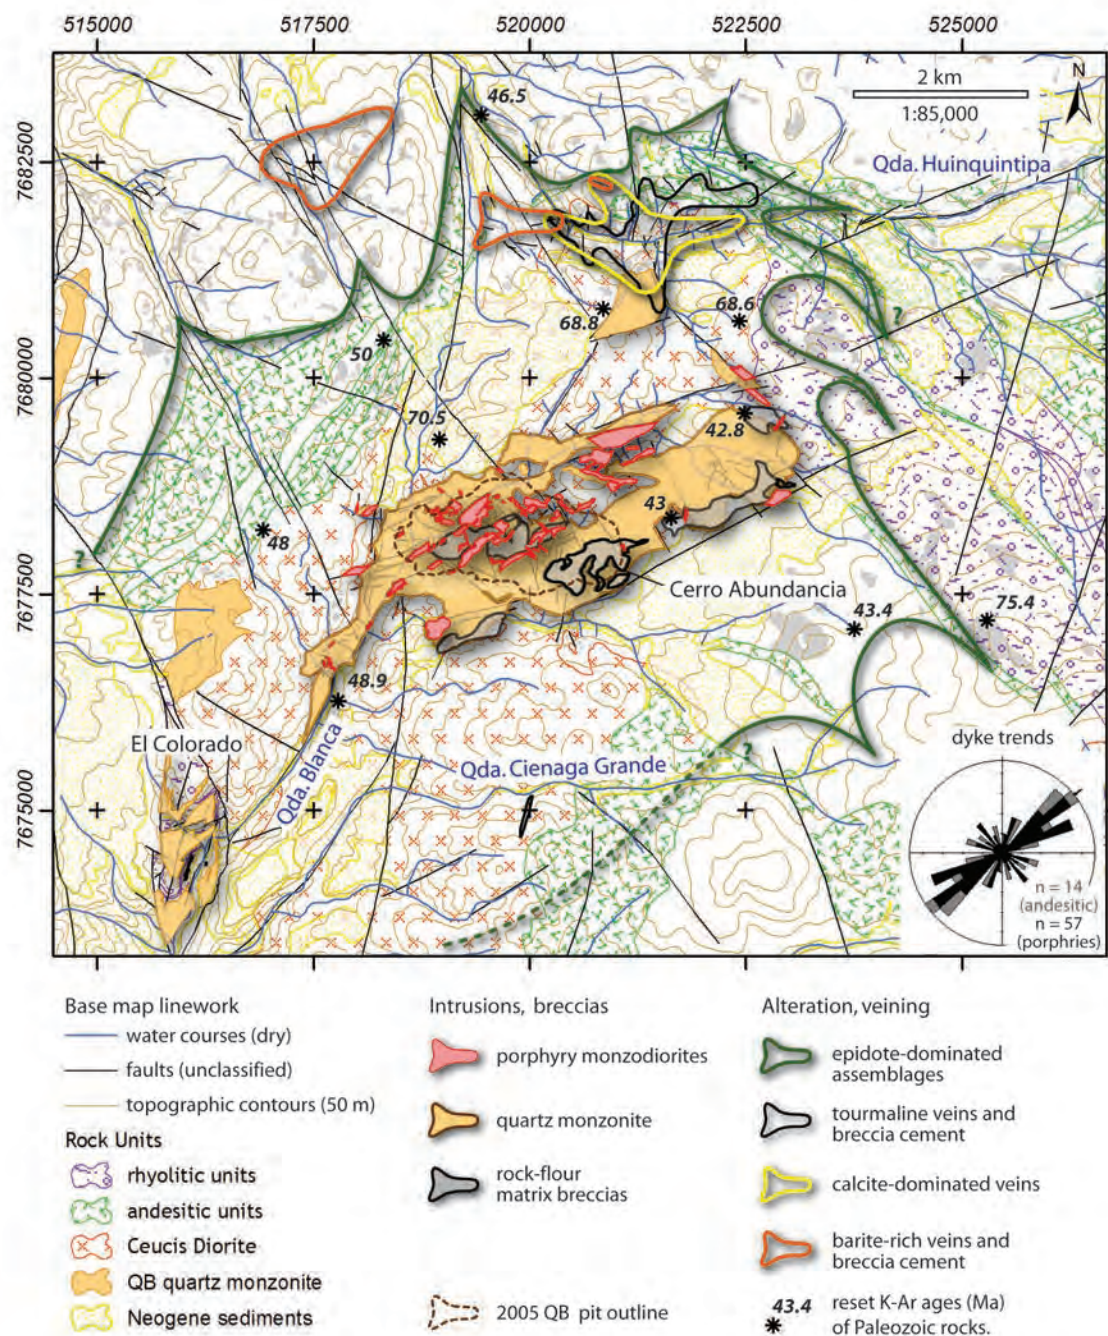 515000 517500 520000 522500 525000
7682500
7680000
7677500
7675000
2 km
1:85,000
N
46.5
Qda. Huinquintipa
68.8
68.6
?
50
70.5
42.8
43
48
?
Cerro Abundancia
43.4
75.4
48.9
El Colorado
Qda. Blanca
Qda. Cienaga Grande
?
dyke trends
n = 14
(andesitic)
n = 57
(porphries)
Base map linework
water courses (dry)
faults (unclassified)
topographic contours (50 m)
Rock Units
rhyolitic units
andesitic units
Ceucis Diorite
QB quartz monzonite
Neogene sediments
Intrusions, breccias
porphyry monzodiorites
quartz monzonite
rock-flour
matrix breccias
2005 QB pit outline
Alteration, veining
epidote-dominated
assemblages
tourmaline veins and
breccia cement
calcite-dominated veins
barite-rich veins and
breccia cement
43.4 reset K-Ar ages (Ma)
of Paleozoic rocks.